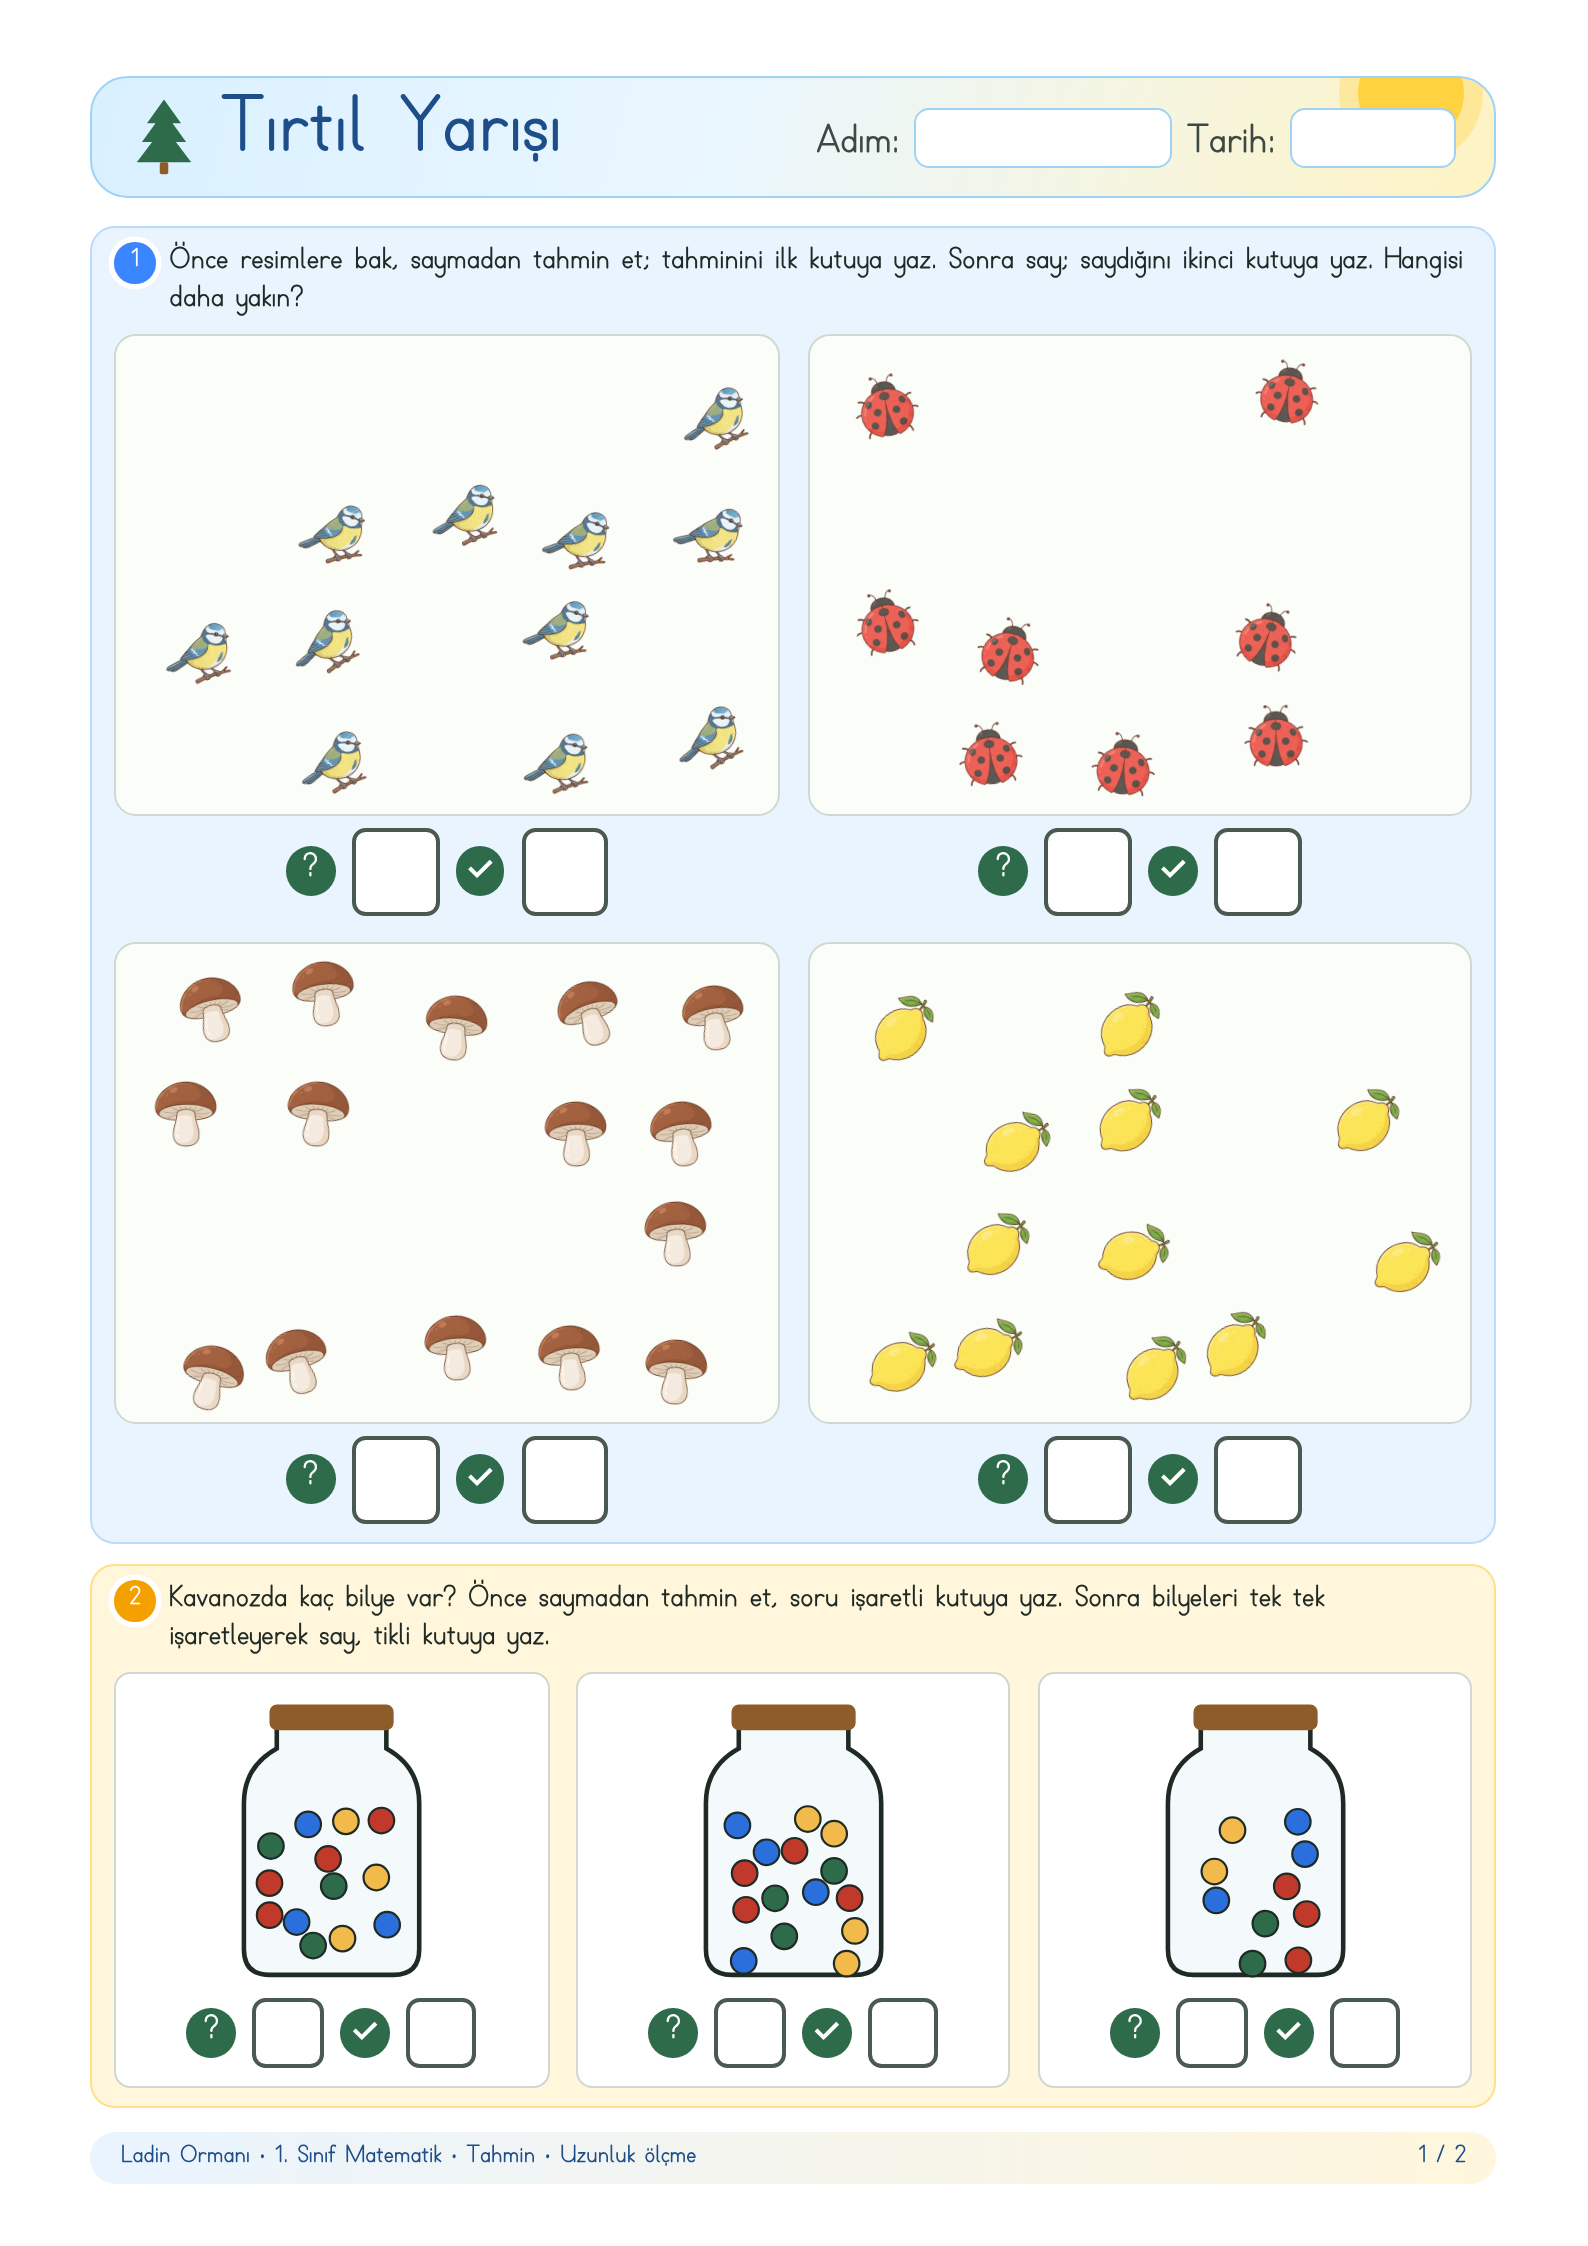 Tırtıl Yarışı
Adım:
Tarih:
1
Önce resimlere bak, saymadan tahmin et; tahminini ilk kutuya yaz. Sonra say; saydığını ikinci kutuya yaz. Hangisi
daha yakın?
?
?
?
?
2
Kavanozda kaç bilye var? Önce saymadan tahmin et, soru işaretli kutuya yaz. Sonra bilyeleri tek tek
işaretleyerek say, tikli kutuya yaz.
?
?
?
Ladin Ormanı • 1. Sınıf Matematik • Tahmin • Uzunluk ölçme
1 / 2